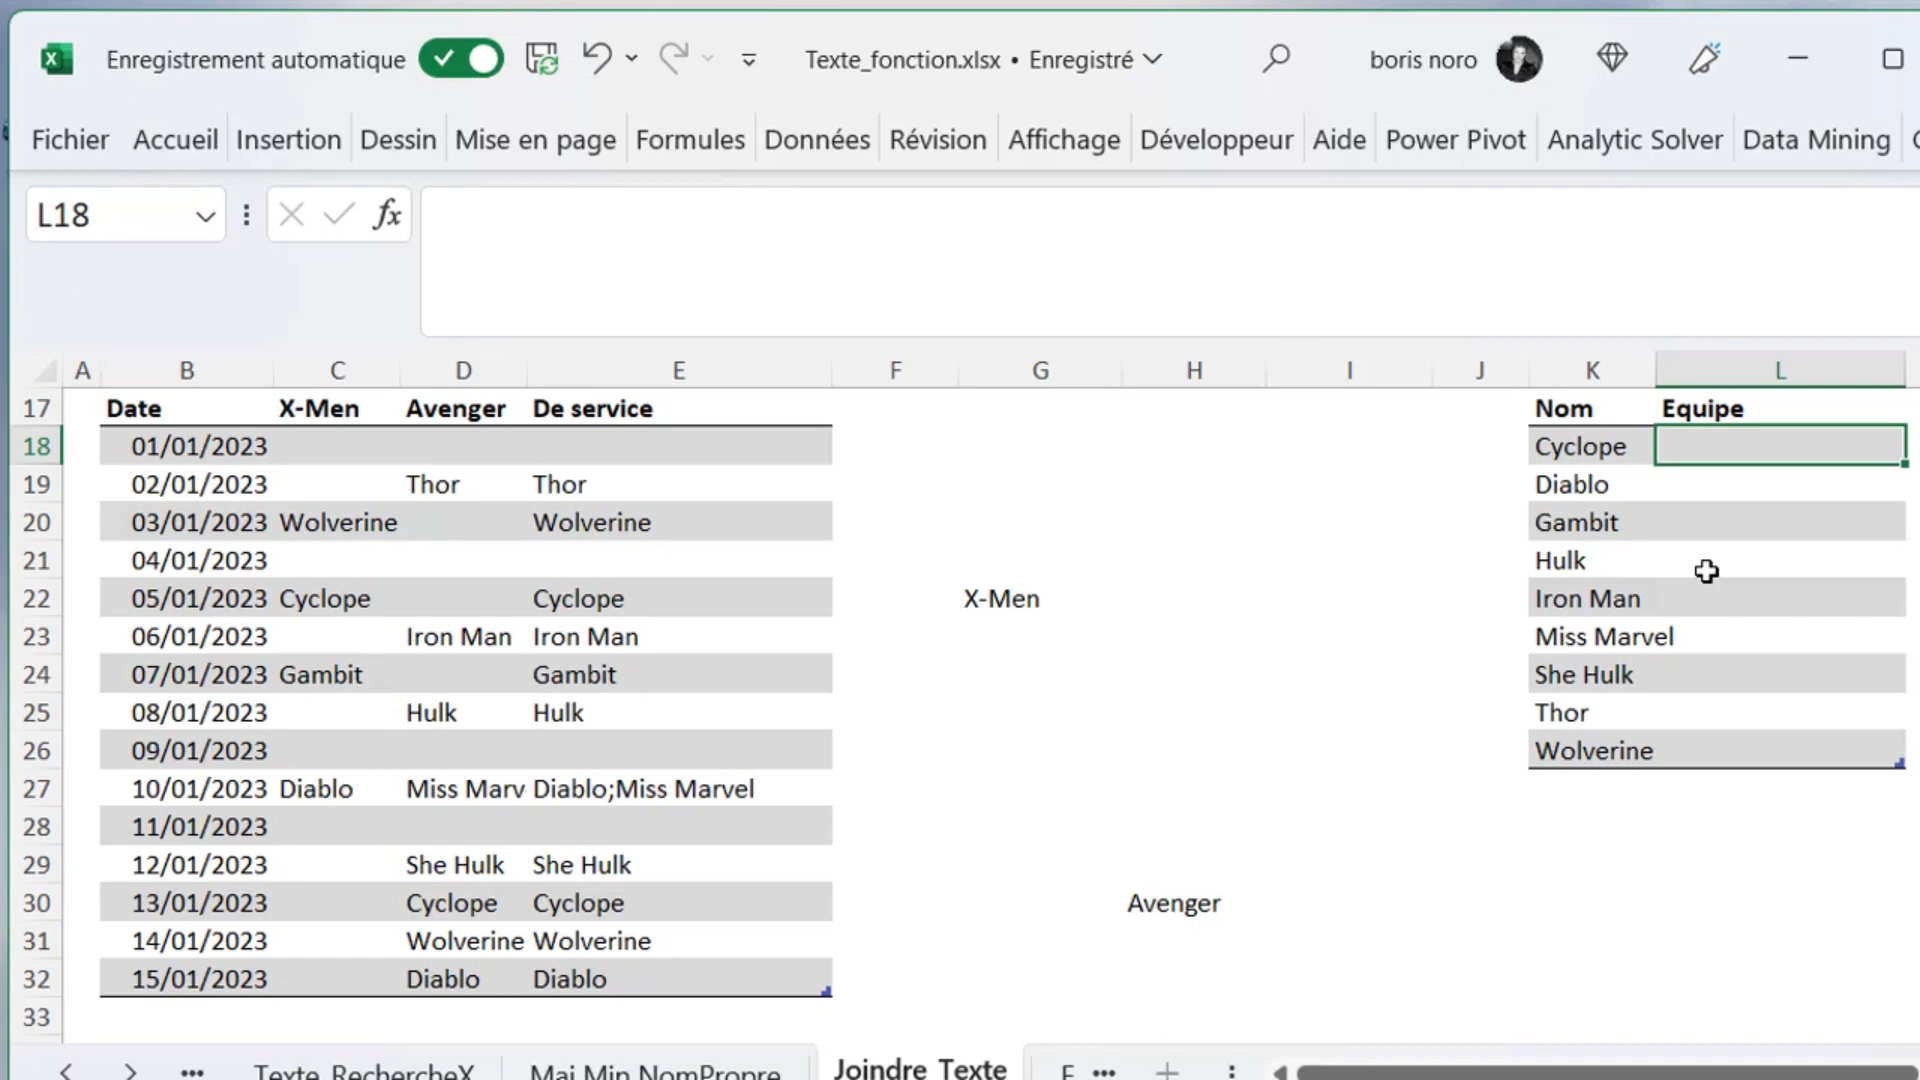 Enregistrement automatique Texte_fonction.xlsx • Enregistré boris noro
Fichier Accueil Insertion Dessin Mise en page Formules Données Révision Affichage Développeur Aide Power Pivot Analytic Solver Data Mining
L18 fx
A B C D E F G H I J K L
17 Date X-Men Avenger De service Nom Equipe
18 01/01/2023 Cyclope
19 02/01/2023 Thor Thor Diablo
20 03/01/2023 Wolverine Wolverine Gambit
21 04/01/2023 Hulk
22 05/01/2023 Cyclope Cyclope X-Men Iron Man
23 06/01/2023 Iron Man Iron Man Miss Marvel
24 07/01/2023 Gambit Gambit She Hulk
25 08/01/2023 Hulk Hulk Thor
26 09/01/2023 Wolverine
27 10/01/2023 Diablo Miss Marv Diablo;Miss Marvel
28 11/01/2023
29 12/01/2023 She Hulk She Hulk
30 13/01/2023 Cyclope Cyclope Avenger
31 14/01/2023 Wolverine Wolverine
32 15/01/2023 Diablo Diablo
33
Texte_RechercheX Maj Min NomPropre Joindre_Texte